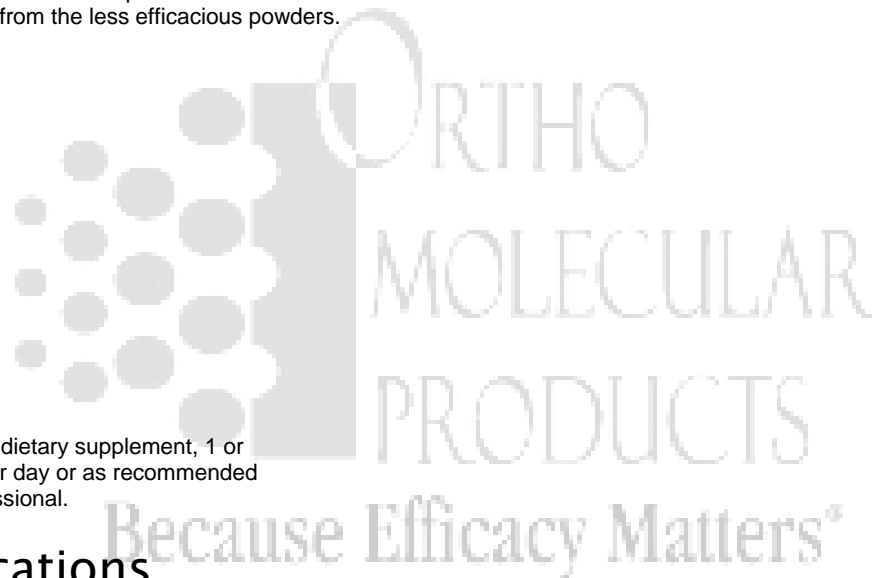 from the less efficacious powders.
ORTHO
MOLECULAR
PRODUCTS
dietary supplement, 1 or
r day or as recommended
ssional.
Because Efficacy Matters®
cations